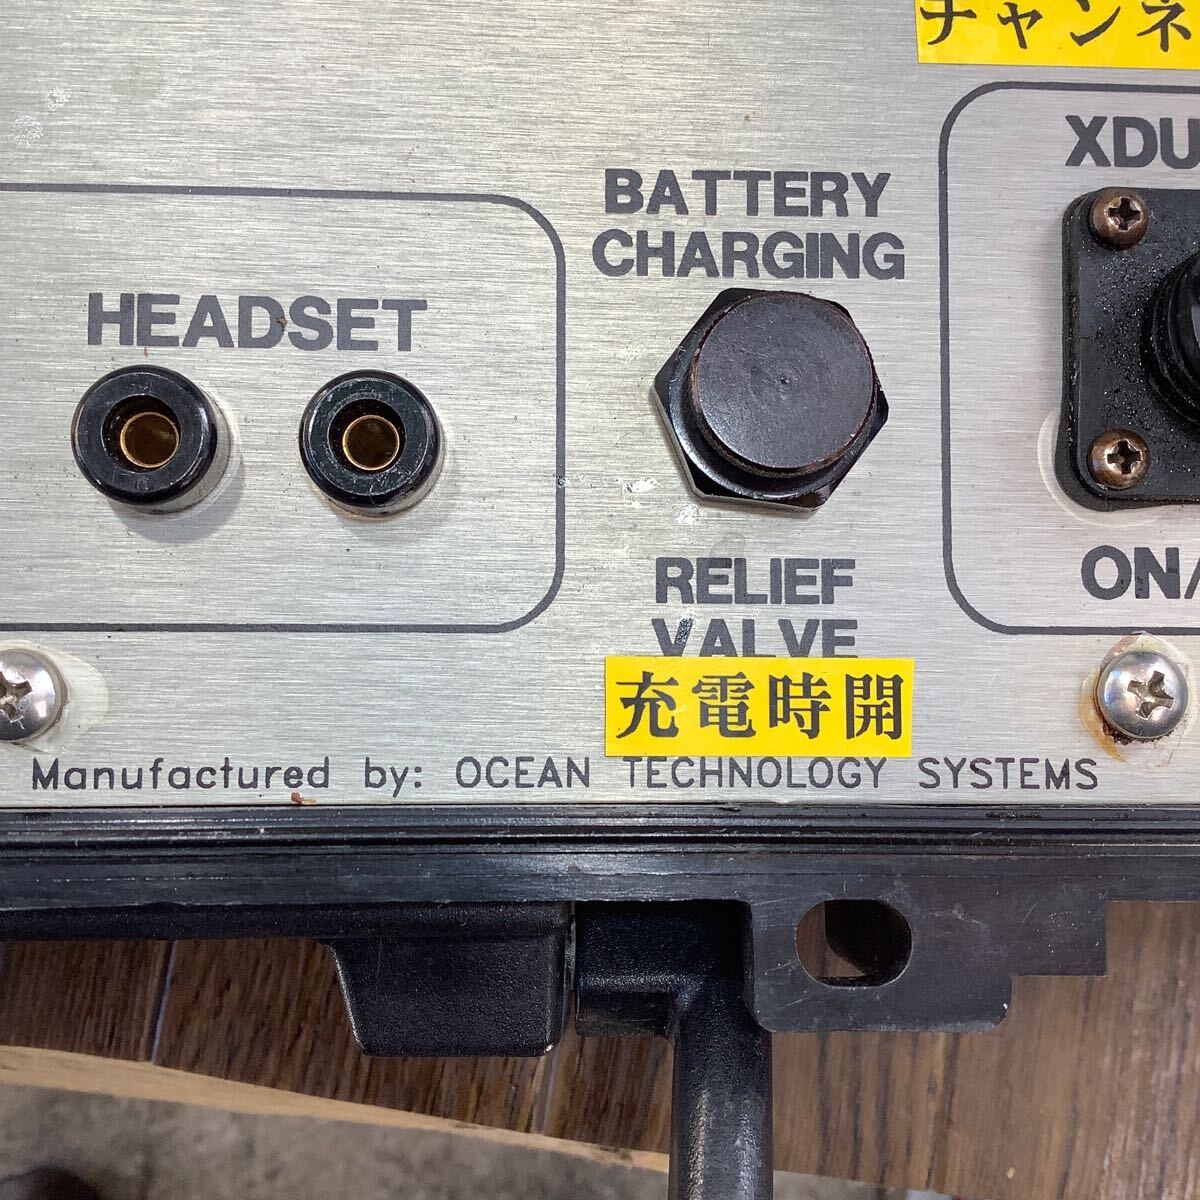 チャンネ
XDU
BATTERY
CHARGING
HEADSET
RELIEF
VALVE
ON/
充電時開
Manufactured by: OCEAN TECHNOLOGY SYSTEMS